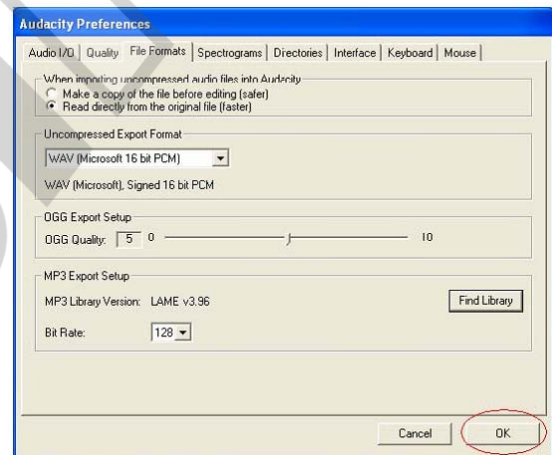 Audacity Preferences
Audio I/O Quality File Formats Spectrograms Directories Interface Keyboard Mouse
When importing uncompressed audio files into Audacity
Make a copy of the file before editing (safer)
Read directly from the original file (faster)
Uncompressed Export Format
WAV (Microsoft 16 bit PCM)
WAV (Microsoft), Signed 16 bit PCM
OGG Export Setup
OGG Quality: 5 0 10
MP3 Export Setup
MP3 Library Version: LAME v3.96 Find Library
Bit Rate: 128
Cancel OK